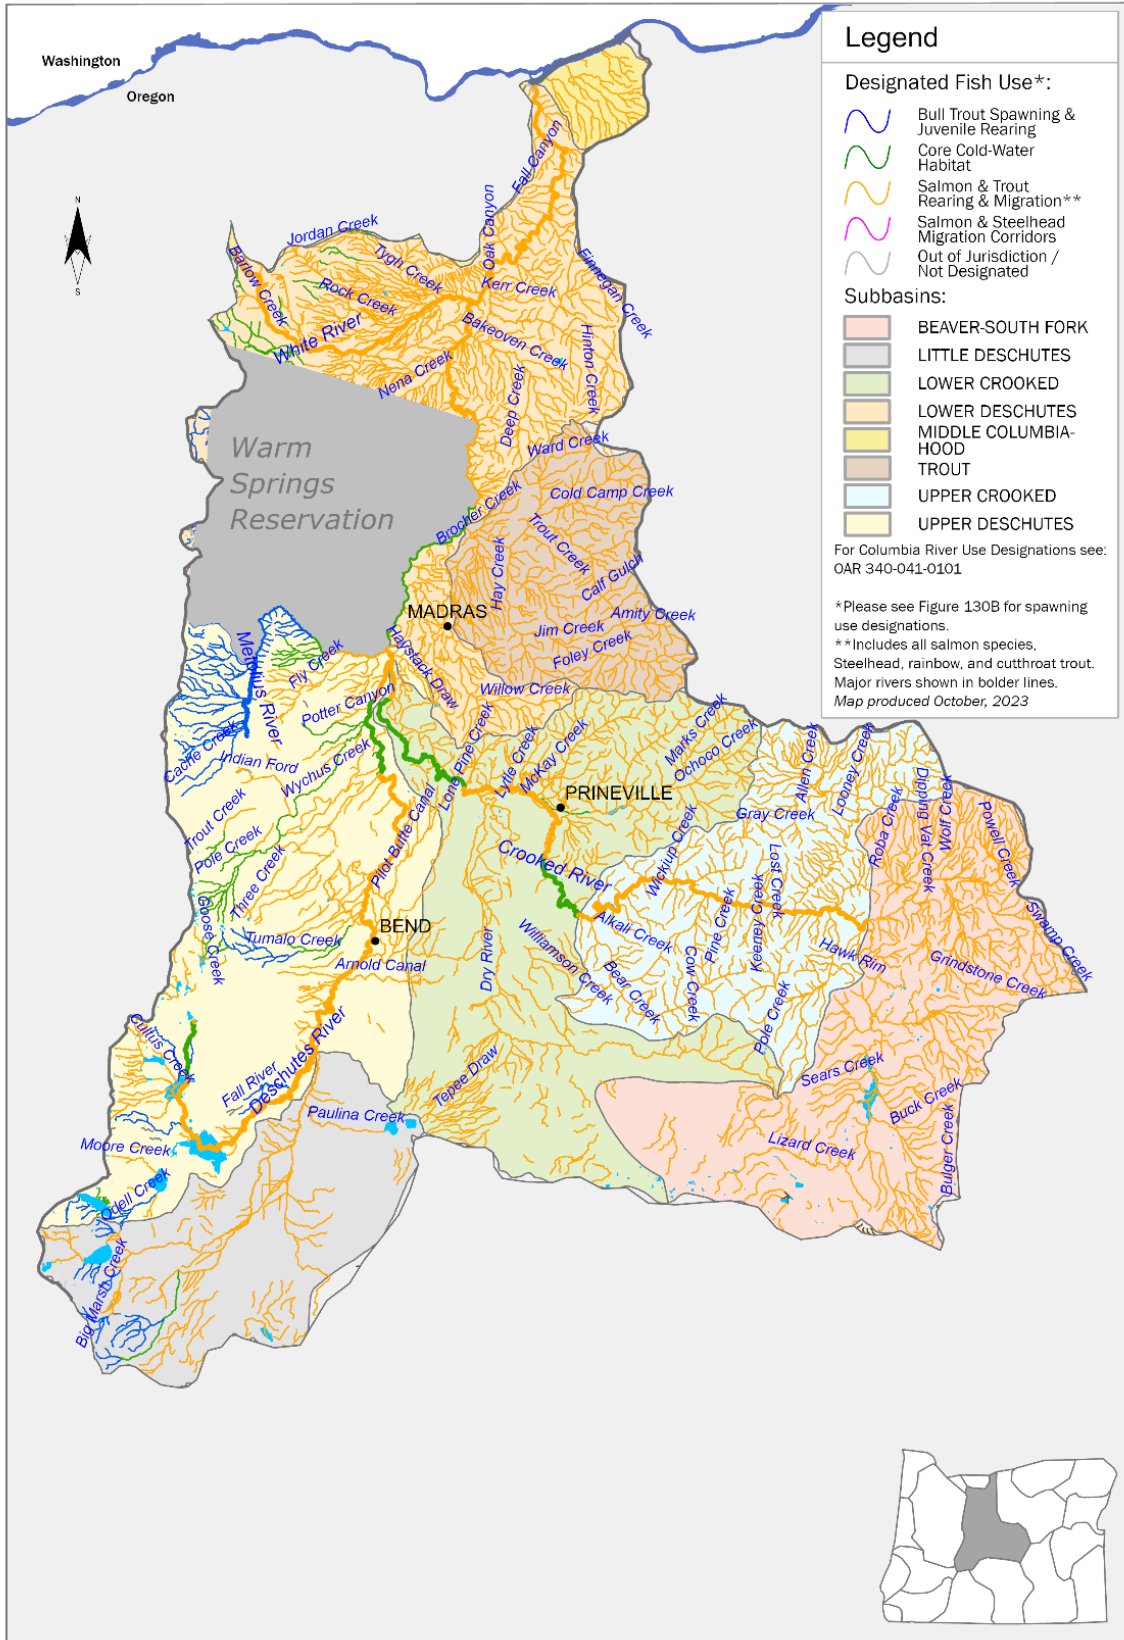 Washington
Oregon
N
S
Legend
Designated Fish Use*:
Bull Trout Spawning &
Juvenile Rearing
Core Cold-Water
Habitat
Salmon & Trout
Rearing & Migration**
Salmon & Steelhead
Migration Corridors
Out of Jurisdiction /
Not Designated
Subbasins:
BEAVER-SOUTH FORK
LITTLE DESCHUTES
LOWER CROOKED
LOWER DESCHUTES
MIDDLE COLUMBIA-
HOOD
TROUT
UPPER CROOKED
UPPER DESCHUTES
For Columbia River Use Designations see:
OAR 340-041-0101
*Please see Figure 130B for spawning
use designations.
**Includes all salmon species,
Steelhead, rainbow, and cutthroat trout.
Major rivers shown in bolder lines.
Map produced October, 2023
Fall Canyon
Oak Canyon
Jordan Creek
Tygh Creek
Barlow Creek
Rock Creek
Kerr Creek
Finnegan Creek
White River
Bakeoven Creek
Hinton Creek
Nena Creek
Deep Creek
Ward Creek
Warm
Springs
Reservation
Brocher Creek
Cold Camp Creek
Trout Creek
Hay Creek
Calf Gulch
MADRAS
Amity Creek
Jim Creek
Foley Creek
Haystack Draw
Willow Creek
Metolius River
Fly Creek
Potter Canyon
Cache Creek
Indian Ford
Wychus Creek
Lone Pine Creek
Lytle Creek
McKay Creek
Marks Creek
Ochoco Creek
Allen Creek
Looney Creek
PRINEVILLE
Trout Creek
Pole Creek
Three Creek
Pilot Butte Canal
Gray Creek
Roba Creek
Dipping Vat Creek
Wolf Creek
Powell Creek
Crooked River
Wickiup Creek
Lost Creek
Goose Creek
Tumalo Creek
BEND
Arnold Canal
Dry River
Williamson Creek
Alkali Creek
Bear Creek
Cow Creek
Pine Creek
Keeney Creek
Hawk Rim
Grindstone Creek
Swamp Creek
Pole Creek
Cultus Creek
Fall River
Deschutes River
Tepee Draw
Sears Creek
Buck Creek
Paulina Creek
Moore Creek
Lizard Creek
Bulger Creek
Odell Creek
Big Marsh Creek